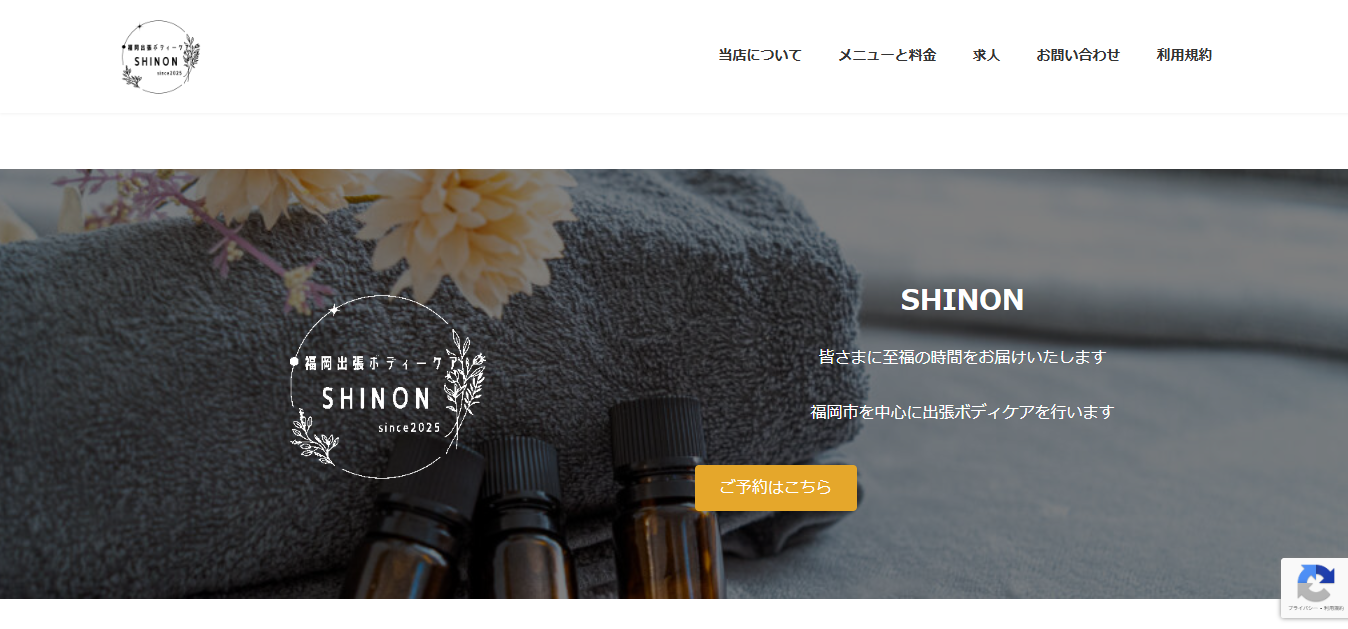 福岡出張ボディーケア
SHINON
since2025
当店について
メニューと料金
求人
お問い合わせ
利用規約
福岡出張ボディーケア
SHINON
since2025
SHINON
皆さまに至福の時間をお届けいたします
福岡市を中心に出張ボディケアを行います
ご予約はこちら
プライバシー - 利用規約